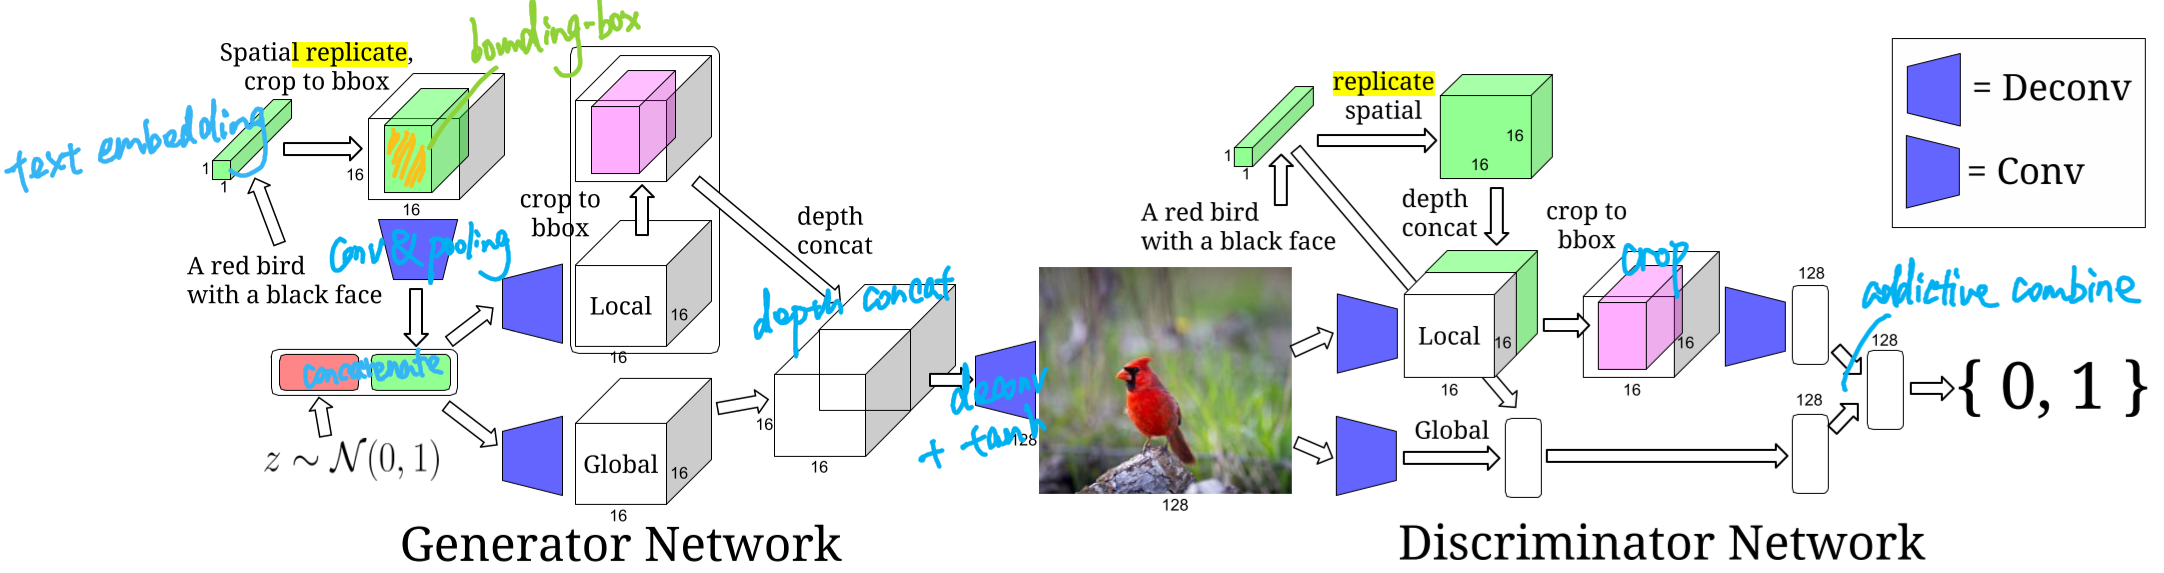 bounding-box
Spatial replicate,
crop to bbox
text embedding
1
1
16
16
A red bird
with a black face
conv & pooling
concatenate
z ~ N(0, 1)
crop to
bbox
Local
16
16
Global
16
16
depth
concat
depth concat
16
16
deconv
+ tanh
128
128
Generator Network
replicate
spatial
1
1
16
16
A red bird
with a black face
depth
concat
crop to
bbox
crop
Local
16
16
16
16
Global
128
128
addictive combine
128
{ 0, 1 }
= Deconv
= Conv
Discriminator Network